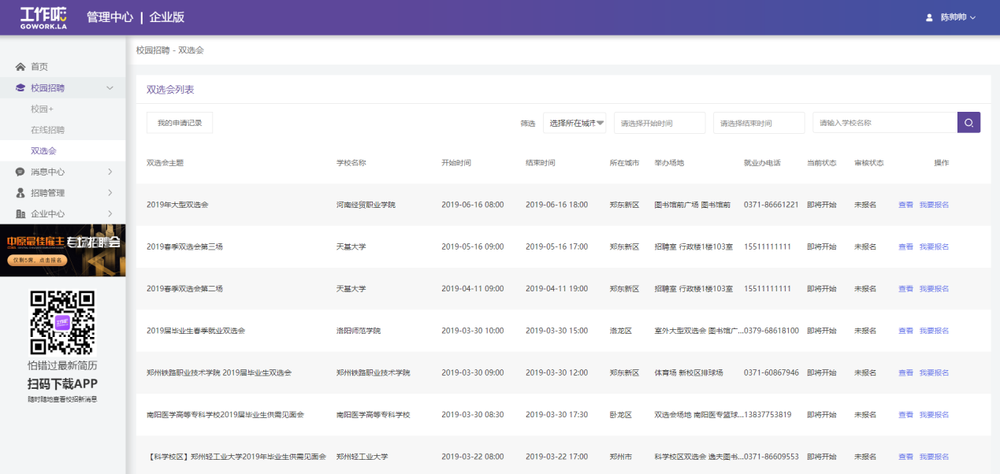 工作啦 管理中心 | 企业版 陈帅帅
GOWORK.LA
校园招聘 - 双选会
首页
校园招聘
校园+
在线招聘
双选会
消息中心
招聘管理
企业中心
中原最佳雇主 专场招聘会
仅剩5席，点击报名
怕错过最新简历
扫码下载APP
随时随地查看校招新消息
双选会列表
我的申请记录 筛选 选择所在城市 请选择开始时间 请选择结束时间 请输入学校名称
双选会主题 学校名称 开始时间 结束时间 所在城市 举办场地 就业办电话 当前状态 审核状态 操作
2019年大型双选会 河南经贸职业学院 2019-06-16 08:00 2019-06-16 18:00 郑东新区 图书馆前广场 图书馆前 0371-86661221 即将开始 未报名 查看 我要报名
2019春季双选会第三场 天基大学 2019-05-16 09:00 2019-05-16 17:00 郑东新区 招聘室 行政楼1楼103室 15511111111 即将开始 未报名 查看 我要报名
2019春季双选会第二场 天基大学 2019-04-11 09:00 2019-04-11 19:00 郑东新区 招聘室 行政楼1楼103室 15511111111 即将开始 未报名 查看 我要报名
2019届毕业生春季就业双选会 洛阳师范学院 2019-03-30 10:00 2019-03-30 15:00 洛龙区 室外大型双选会 图书馆广...0379-68618100 即将开始 未报名 查看 我要报名
郑州铁路职业技术学院 2019届毕业生双选会 郑州铁路职业技术学院 2019-03-30 09:00 2019-03-30 12:00 郑东新区 体育场 新校区排球场 0371-60867946 即将开始 未报名 查看 我要报名
南阳医学高等专科学校2019届毕业生供需见面会 南阳医学高等专科学校 2019-03-30 08:30 2019-03-30 17:30 卧龙区 双选会场地 南阳医专篮球...13837753819 即将开始 未报名 查看 我要报名
【科学校区】郑州轻工业大学2019年毕业生供需见面会 郑州轻工业大学 2019-03-22 08:00 2019-03-22 17:00 郑州市 科学校区双选会 逸夫图书...0371-86609553 即将开始 未报名 查看 我要报名